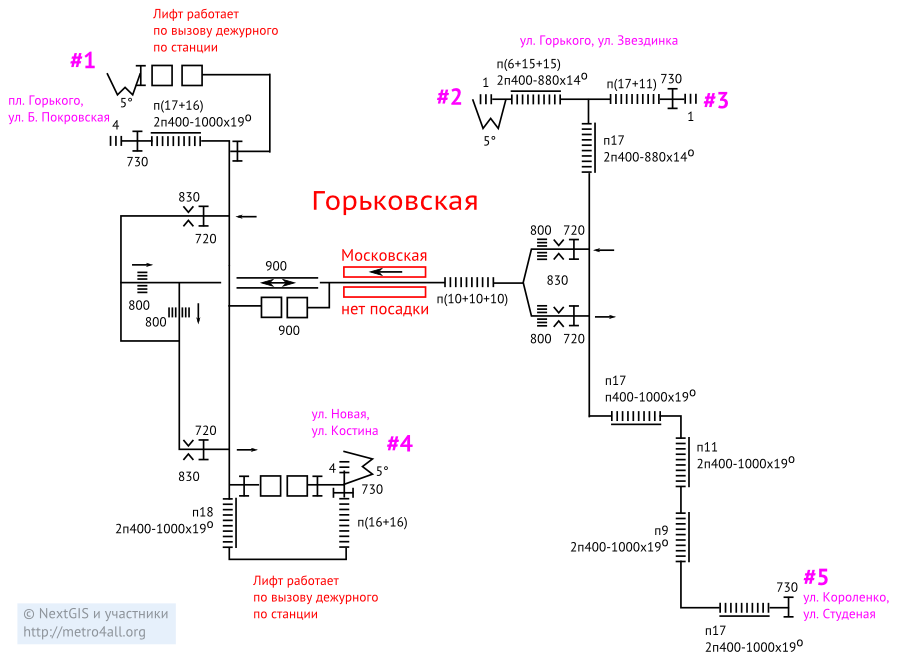 Лифт работает
по вызову дежурного
по станции
#1
5°
пл. Горького,
ул. Б. Покровская
4
п(17+16)
2п400-1000x19°
730
ул. Горького, ул. Звездинка
п(6+15+15)
2п400-880x14°
#2
1
5°
п(17+11)
730
#3
1
п17
2п400-880x14°
Горьковская
830
720
800
800
900
900
Московская
нет посадки
п(10+10+10)
800
720
830
800
720
720
830
ул. Новая,
ул. Костина
#4
4
5°
730
п18
2п400-1000x19°
п(16+16)
Лифт работает
по вызову дежурного
по станции
п17
п400-1000x19°
п11
2п400-1000x19°
п9
2п400-1000x19°
730
#5
ул. Короленко,
ул. Студеная
п17
2п400-1000x19°
© NextGIS и участники
http://metro4all.org